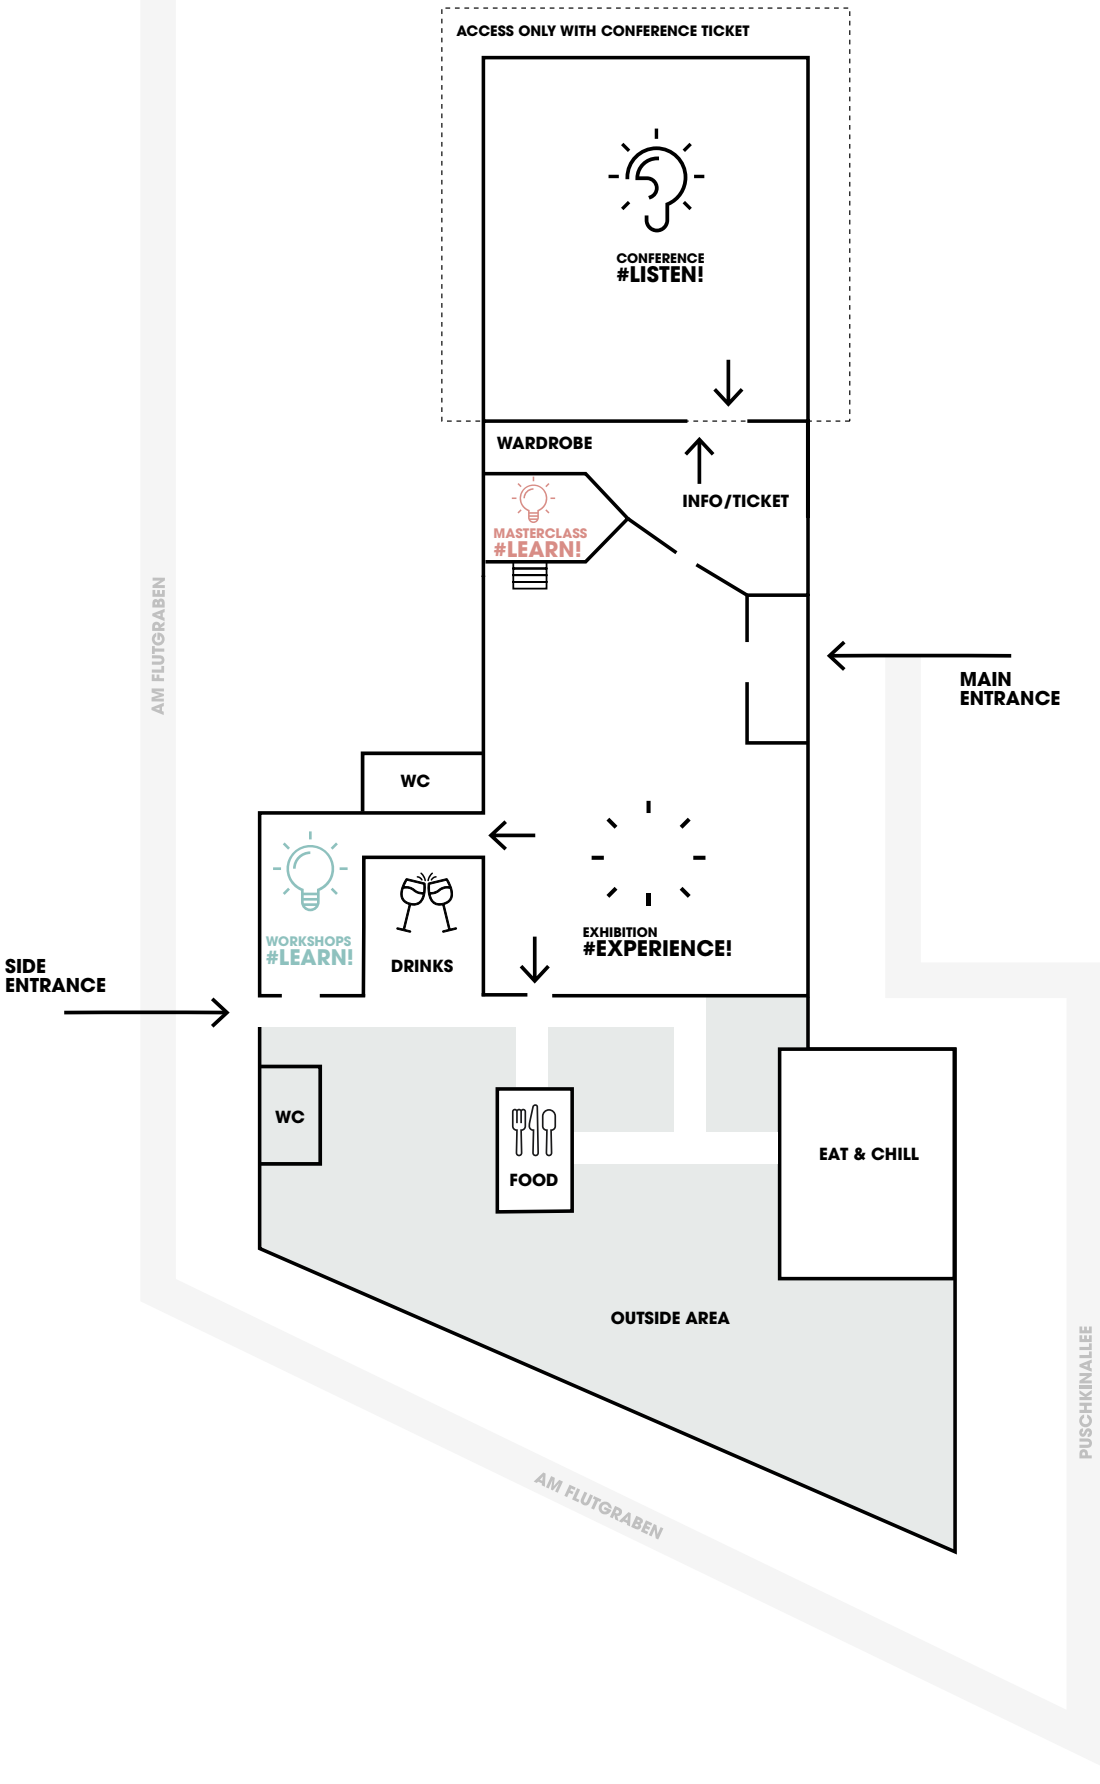 ACCESS ONLY WITH CONFERENCE TICKET
CONFERENCE
#LISTEN!
WARDROBE
INFO/TICKET
MASTERCLASS
#LEARN!
AM FLUTGRABEN
MAIN
ENTRANCE
WC
WORKSHOPS
#LEARN!
DRINKS
EXHIBITION
#EXPERIENCE!
SIDE
ENTRANCE
WC
FOOD
EAT & CHILL
OUTSIDE AREA
PUSCHKINALLEE
AM FLUTGRABEN